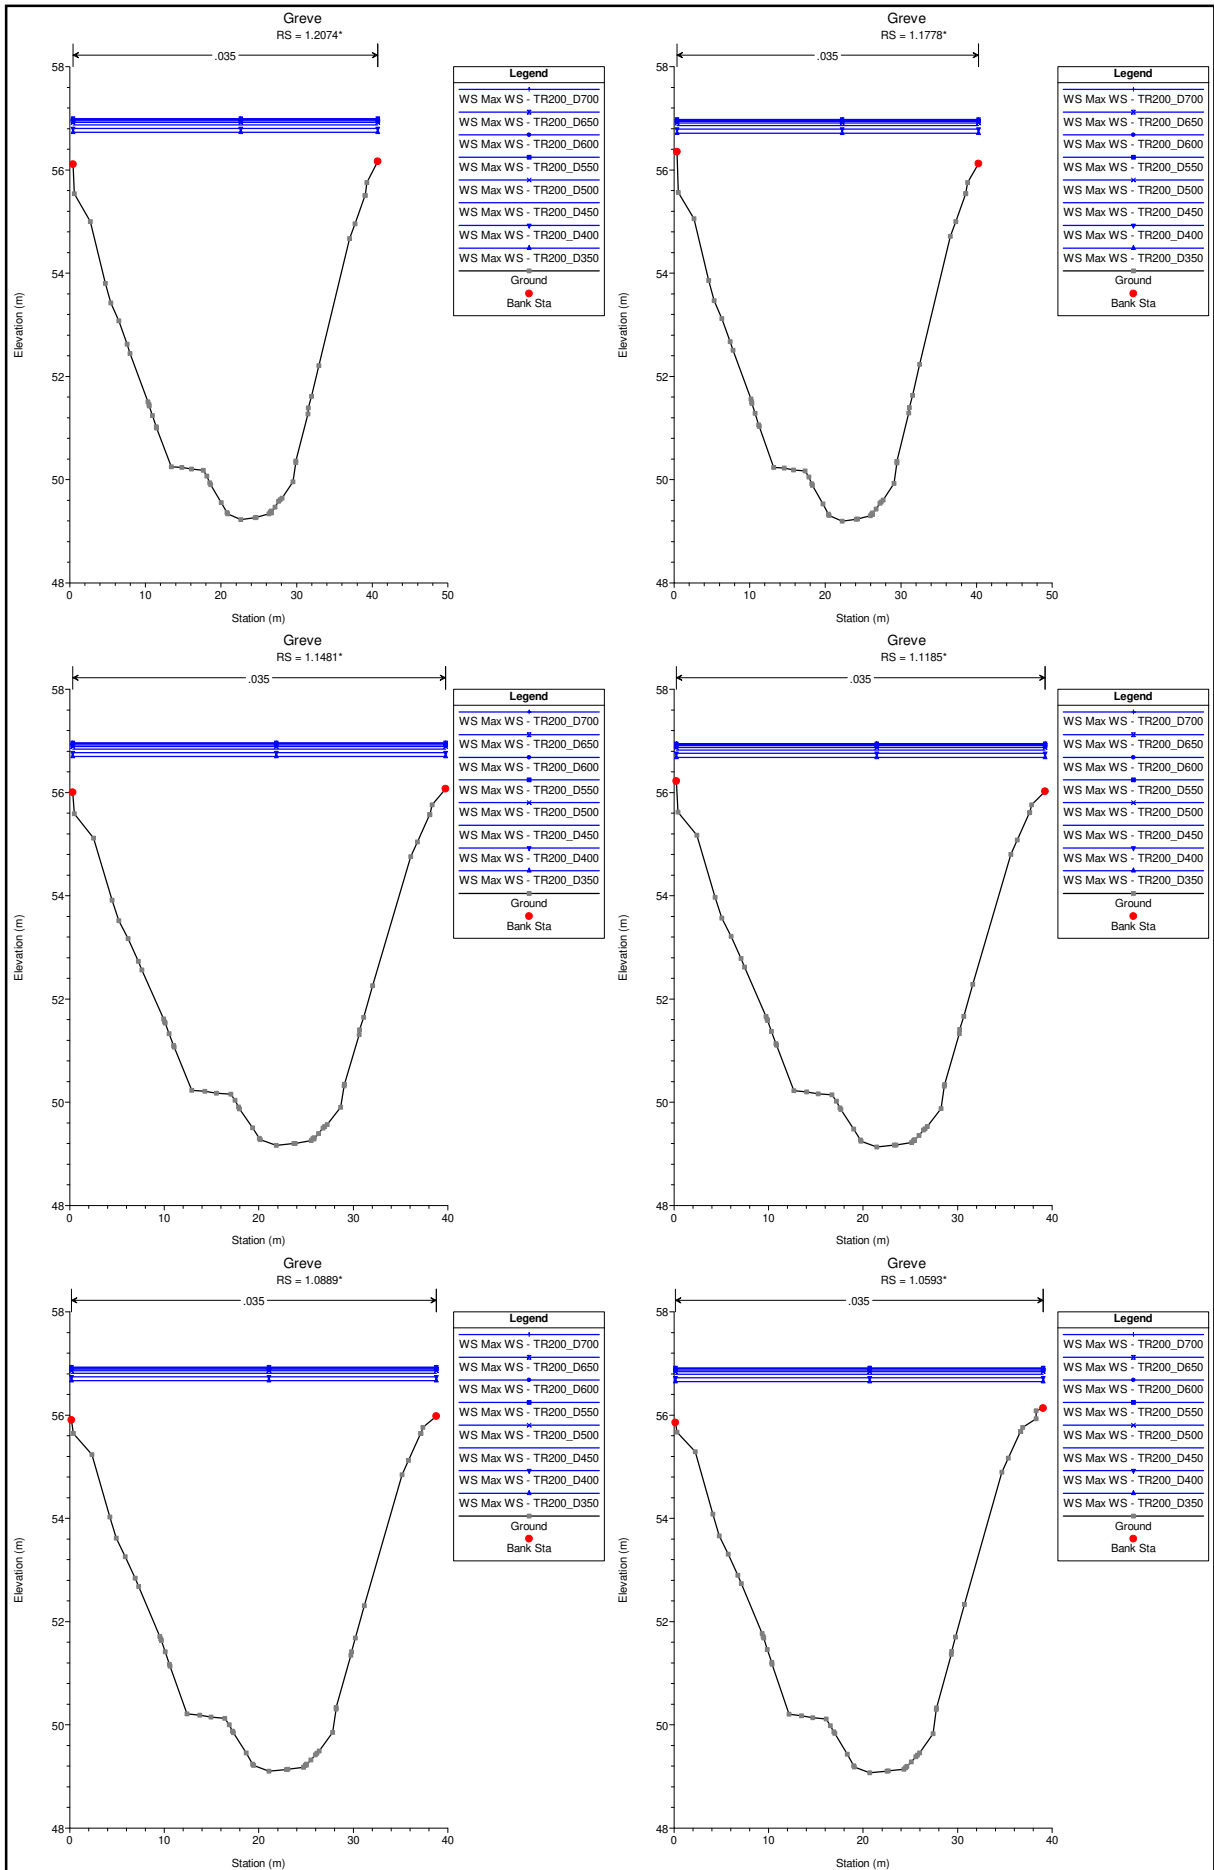 Greve
RS = 1.2074*
.035
58
56
54
52
50
48
Elevation (m)
0 10 20 30 40 50
Station (m)
Legend
WS Max WS - TR200_D700
WS Max WS - TR200_D650
WS Max WS - TR200_D600
WS Max WS - TR200_D550
WS Max WS - TR200_D500
WS Max WS - TR200_D450
WS Max WS - TR200_D400
WS Max WS - TR200_D350
Ground
Bank Sta
Greve
RS = 1.1778*
.035
58
56
54
52
50
48
Elevation (m)
0 10 20 30 40 50
Station (m)
Legend
WS Max WS - TR200_D700
WS Max WS - TR200_D650
WS Max WS - TR200_D600
WS Max WS - TR200_D550
WS Max WS - TR200_D500
WS Max WS - TR200_D450
WS Max WS - TR200_D400
WS Max WS - TR200_D350
Ground
Bank Sta
Greve
RS = 1.1481*
.035
58
56
54
52
50
48
Elevation (m)
0 10 20 30 40
Station (m)
Legend
WS Max WS - TR200_D700
WS Max WS - TR200_D650
WS Max WS - TR200_D600
WS Max WS - TR200_D550
WS Max WS - TR200_D500
WS Max WS - TR200_D450
WS Max WS - TR200_D400
WS Max WS - TR200_D350
Ground
Bank Sta
Greve
RS = 1.1185*
.035
58
56
54
52
50
48
Elevation (m)
0 10 20 30 40
Station (m)
Legend
WS Max WS - TR200_D700
WS Max WS - TR200_D650
WS Max WS - TR200_D600
WS Max WS - TR200_D550
WS Max WS - TR200_D500
WS Max WS - TR200_D450
WS Max WS - TR200_D400
WS Max WS - TR200_D350
Ground
Bank Sta
Greve
RS = 1.0889*
.035
58
56
54
52
50
48
Elevation (m)
0 10 20 30 40
Station (m)
Legend
WS Max WS - TR200_D700
WS Max WS - TR200_D650
WS Max WS - TR200_D600
WS Max WS - TR200_D550
WS Max WS - TR200_D500
WS Max WS - TR200_D450
WS Max WS - TR200_D400
WS Max WS - TR200_D350
Ground
Bank Sta
Greve
RS = 1.0593*
.035
58
56
54
52
50
48
Elevation (m)
0 10 20 30 40
Station (m)
Legend
WS Max WS - TR200_D700
WS Max WS - TR200_D650
WS Max WS - TR200_D600
WS Max WS - TR200_D550
WS Max WS - TR200_D500
WS Max WS - TR200_D450
WS Max WS - TR200_D400
WS Max WS - TR200_D350
Ground
Bank Sta